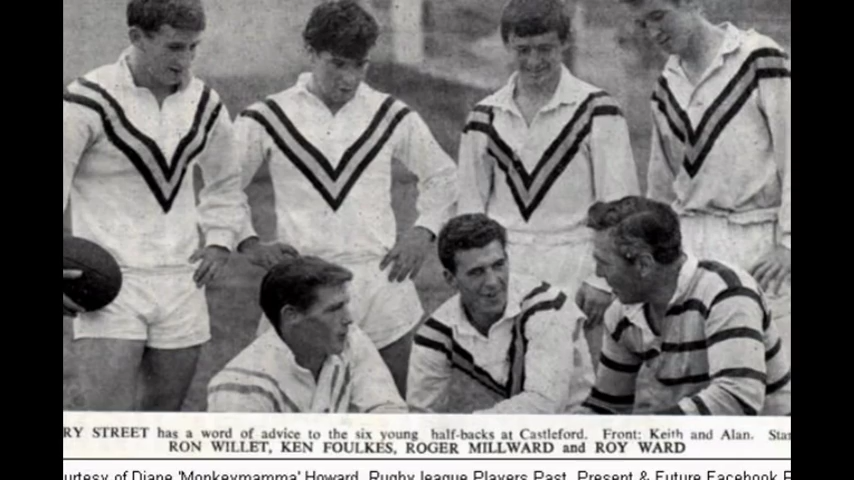 RY STREET has a word of advice to the six young half-backs at Castleford. Front: Keith and Alan. Sta
RON WILLET, KEN FOULKES, ROGER MILLWARD and ROY WARD
urtesy of Diane 'Monkeymamma' Howard, Rugby league Players Past, Present & Future Facebook P